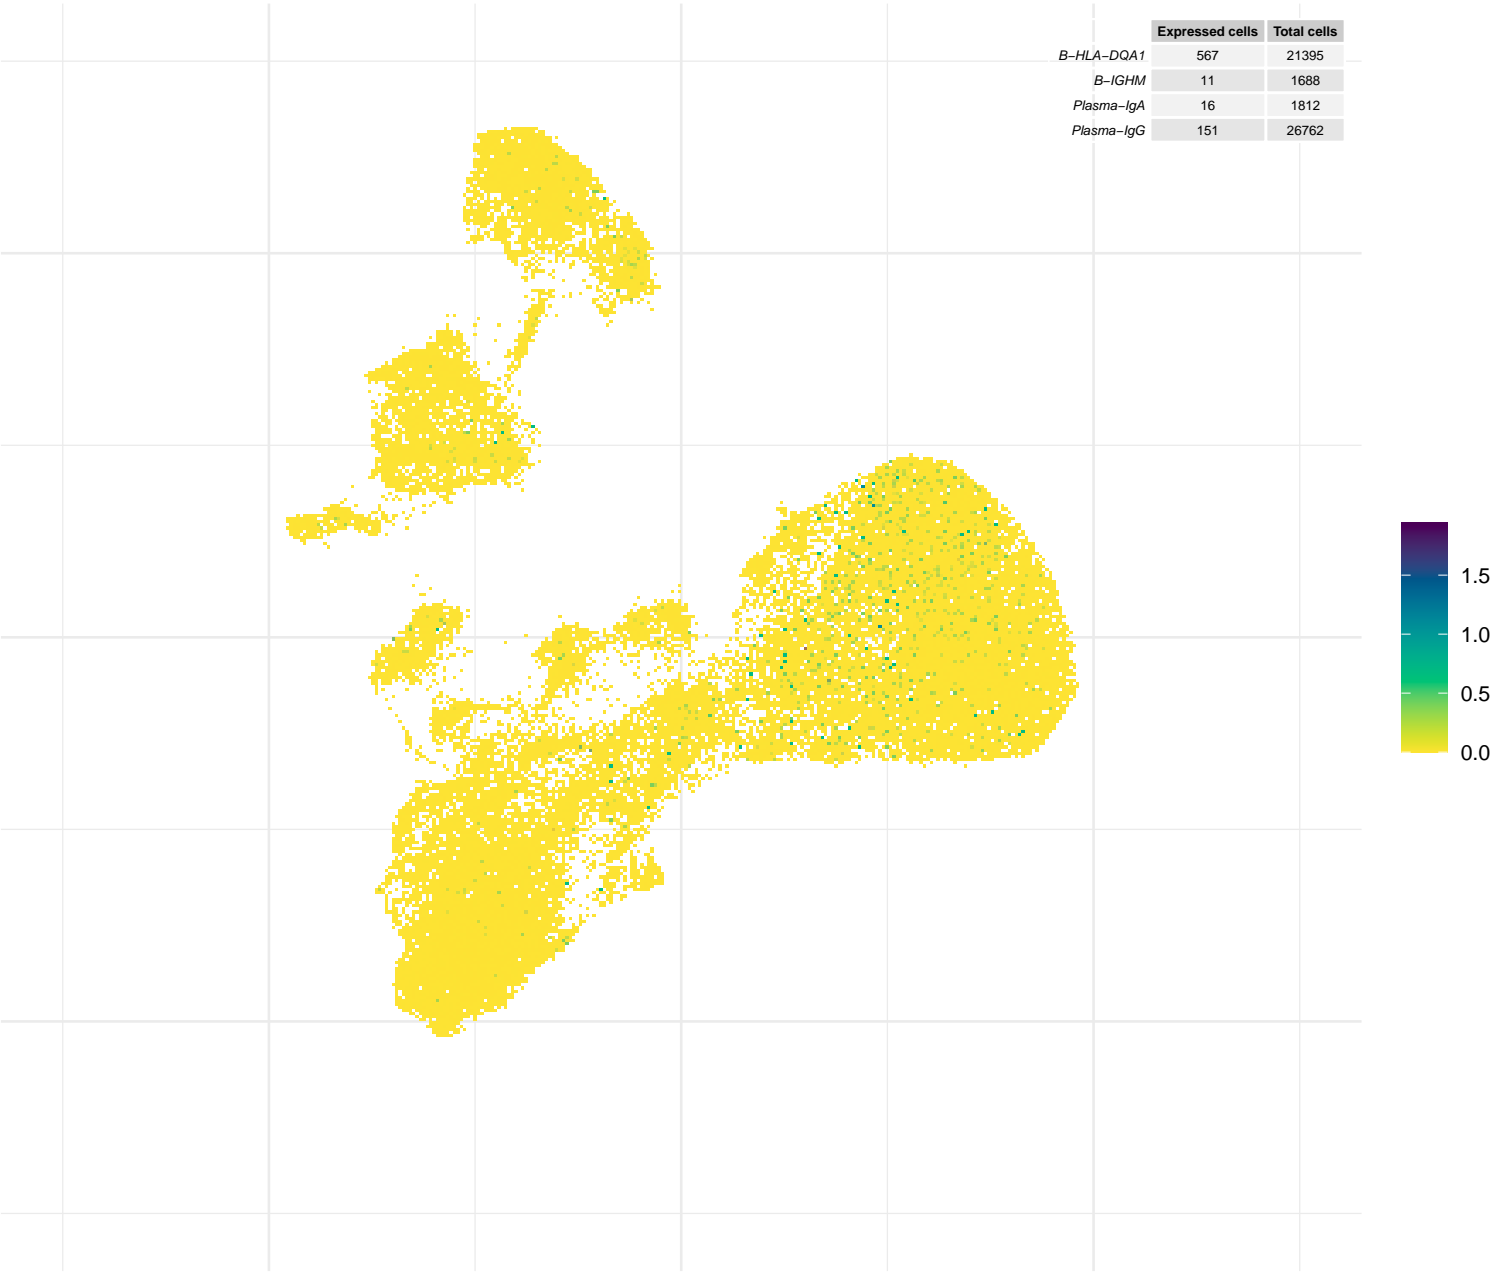 Expressed cells Total cells
B−HLA−DQA1 567 21395
B−IGHM 11 1688
Plasma−IgA 16 1812
Plasma−IgG 151 26762
1.5
1.0
0.5
0.0